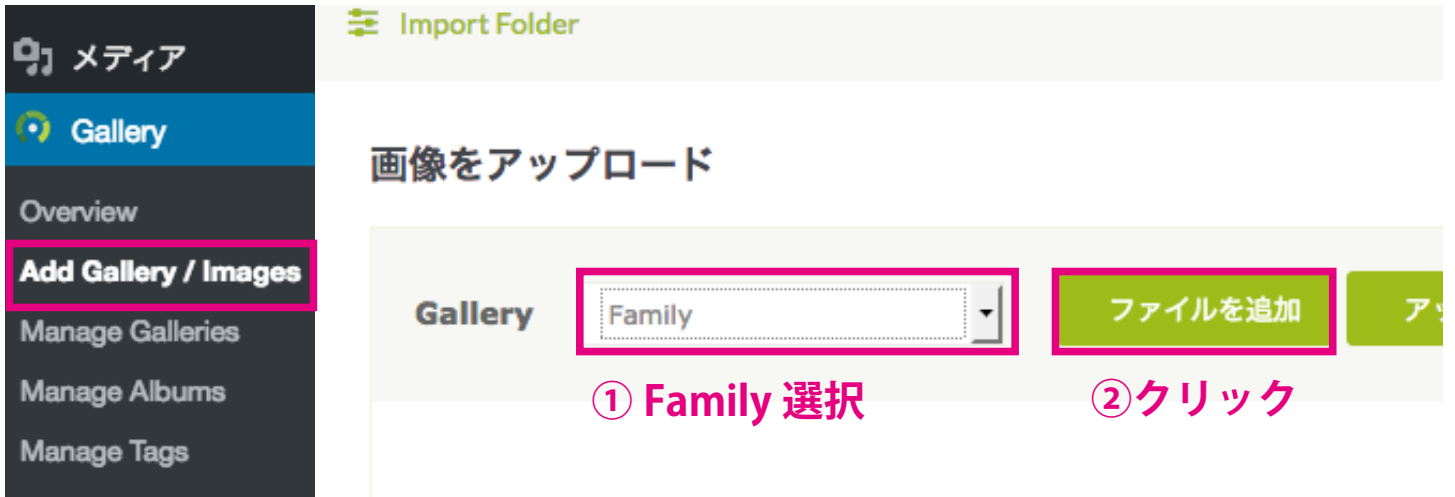 メディア
Gallery
Overview
Add Gallery / Images
Manage Galleries
Manage Albums
Manage Tags
Import Folder
画像をアップロード
Gallery
Family
ファイルを追加
アッ
① Family 選択
②クリック